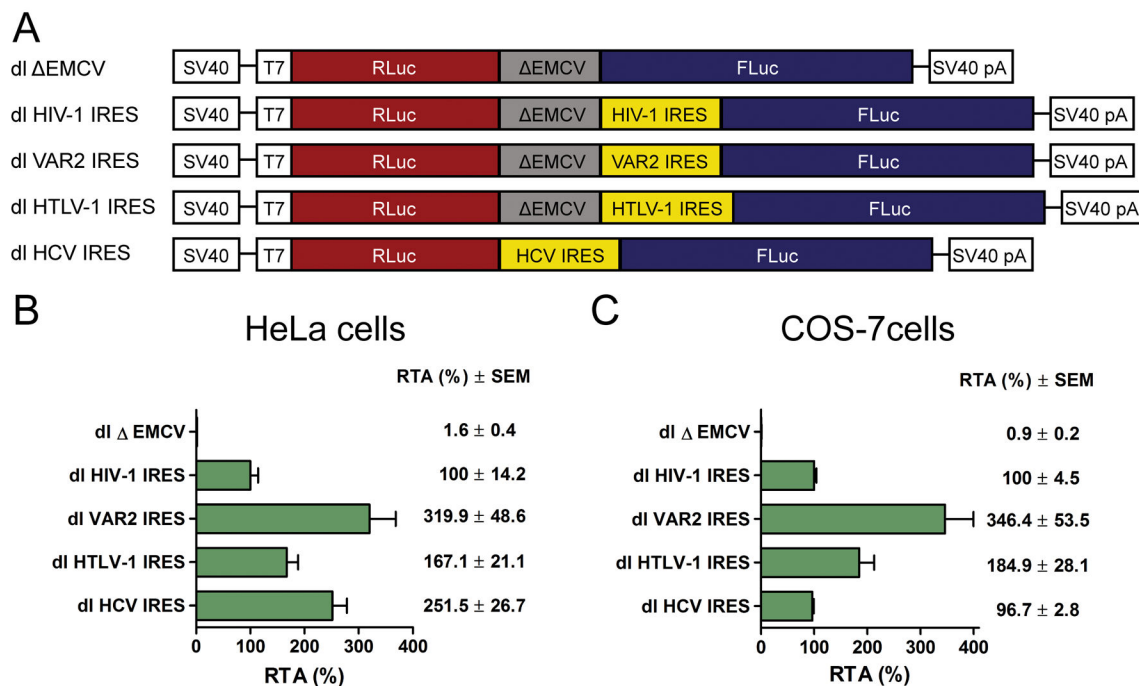 A
dl ΔEMCV SV40 T7 RLuc ΔEMCV FLuc SV40 pA
dl HIV-1 IRES SV40 T7 RLuc ΔEMCV HIV-1 IRES FLuc SV40 pA
dl VAR2 IRES SV40 T7 RLuc ΔEMCV VAR2 IRES FLuc SV40 pA
dl HTLV-1 IRES SV40 T7 RLuc ΔEMCV HTLV-1 IRES FLuc SV40 pA
dl HCV IRES SV40 T7 RLuc HCV IRES FLuc SV40 pA
B
HeLa cells
RTA (%) ± SEM
dl Δ EMCV 1.6 ± 0.4
dl HIV-1 IRES 100 ± 14.2
dl VAR2 IRES 319.9 ± 48.6
dl HTLV-1 IRES 167.1 ± 21.1
dl HCV IRES 251.5 ± 26.7
0 100 200 300 400
RTA (%)
C
COS-7cells
RTA (%) ± SEM
dl Δ EMCV 0.9 ± 0.2
dl HIV-1 IRES 100 ± 4.5
dl VAR2 IRES 346.4 ± 53.5
dl HTLV-1 IRES 184.9 ± 28.1
dl HCV IRES 96.7 ± 2.8
0 100 200 300 400
RTA (%)